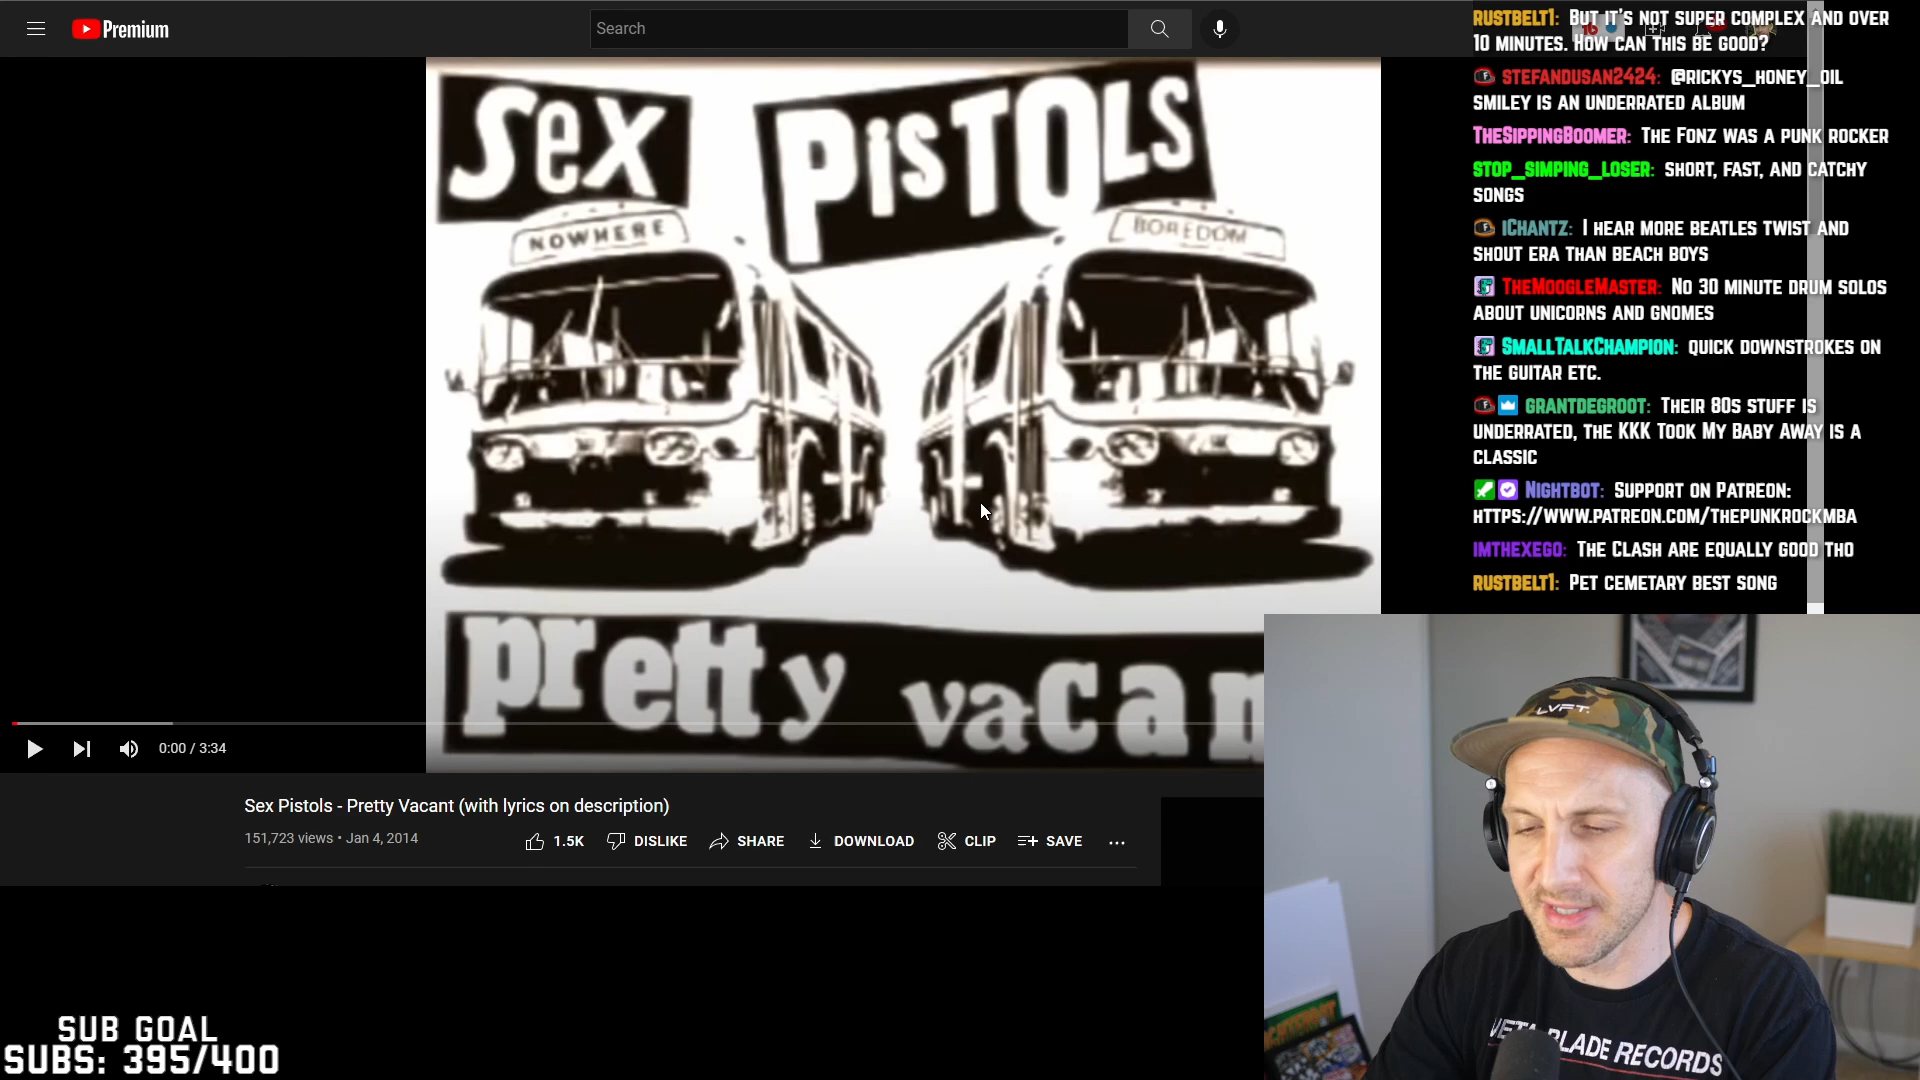 Premium
Search
Sex PiSTOLS
NOWHERE
BOREDOM
pretty vacan
0:00 / 3:34
Sex Pistols - Pretty Vacant (with lyrics on description)
151,723 views • Jan 4, 2014
1.5K DISLIKE SHARE DOWNLOAD CLIP SAVE ...
SUB GOAL
SUBS: 395/400
RUSTBELT1: BUT IT'S NOT SUPER COMPLEX AND OVER
10 MINUTES. HOW CAN THIS BE GOOD?
STEFANDUSAN2424: @RICKYS_HONEY_OIL
SMILEY IS AN UNDERRATED ALBUM
THESIPPINGBOOMER: THE FONZ WAS A PUNK ROCKER
STOP_SIMPING_LOSER: SHORT, FAST, AND CATCHY
SONGS
ICHANTZ: I HEAR MORE BEATLES TWIST AND
SHOUT ERA THAN BEACH BOYS
THEMOOGLEMASTER: NO 30 MINUTE DRUM SOLOS
ABOUT UNICORNS AND GNOMES
SMALLTALKCHAMPION: QUICK DOWNSTROKES ON
THE GUITAR ETC.
GRANTDEGROOT: THEIR 80S STUFF IS
UNDERRATED, THE KKK TOOK MY BABY AWAY IS A
CLASSIC
NIGHTBOT: SUPPORT ON PATREON:
HTTPS://WWW.PATREON.COM/THEPUNKROCKMBA
IMTHEXEGO: THE CLASH ARE EQUALLY GOOD THO
RUSTBELT1: PET CEMETARY BEST SONG
LVFT.
BLADE RECORDS